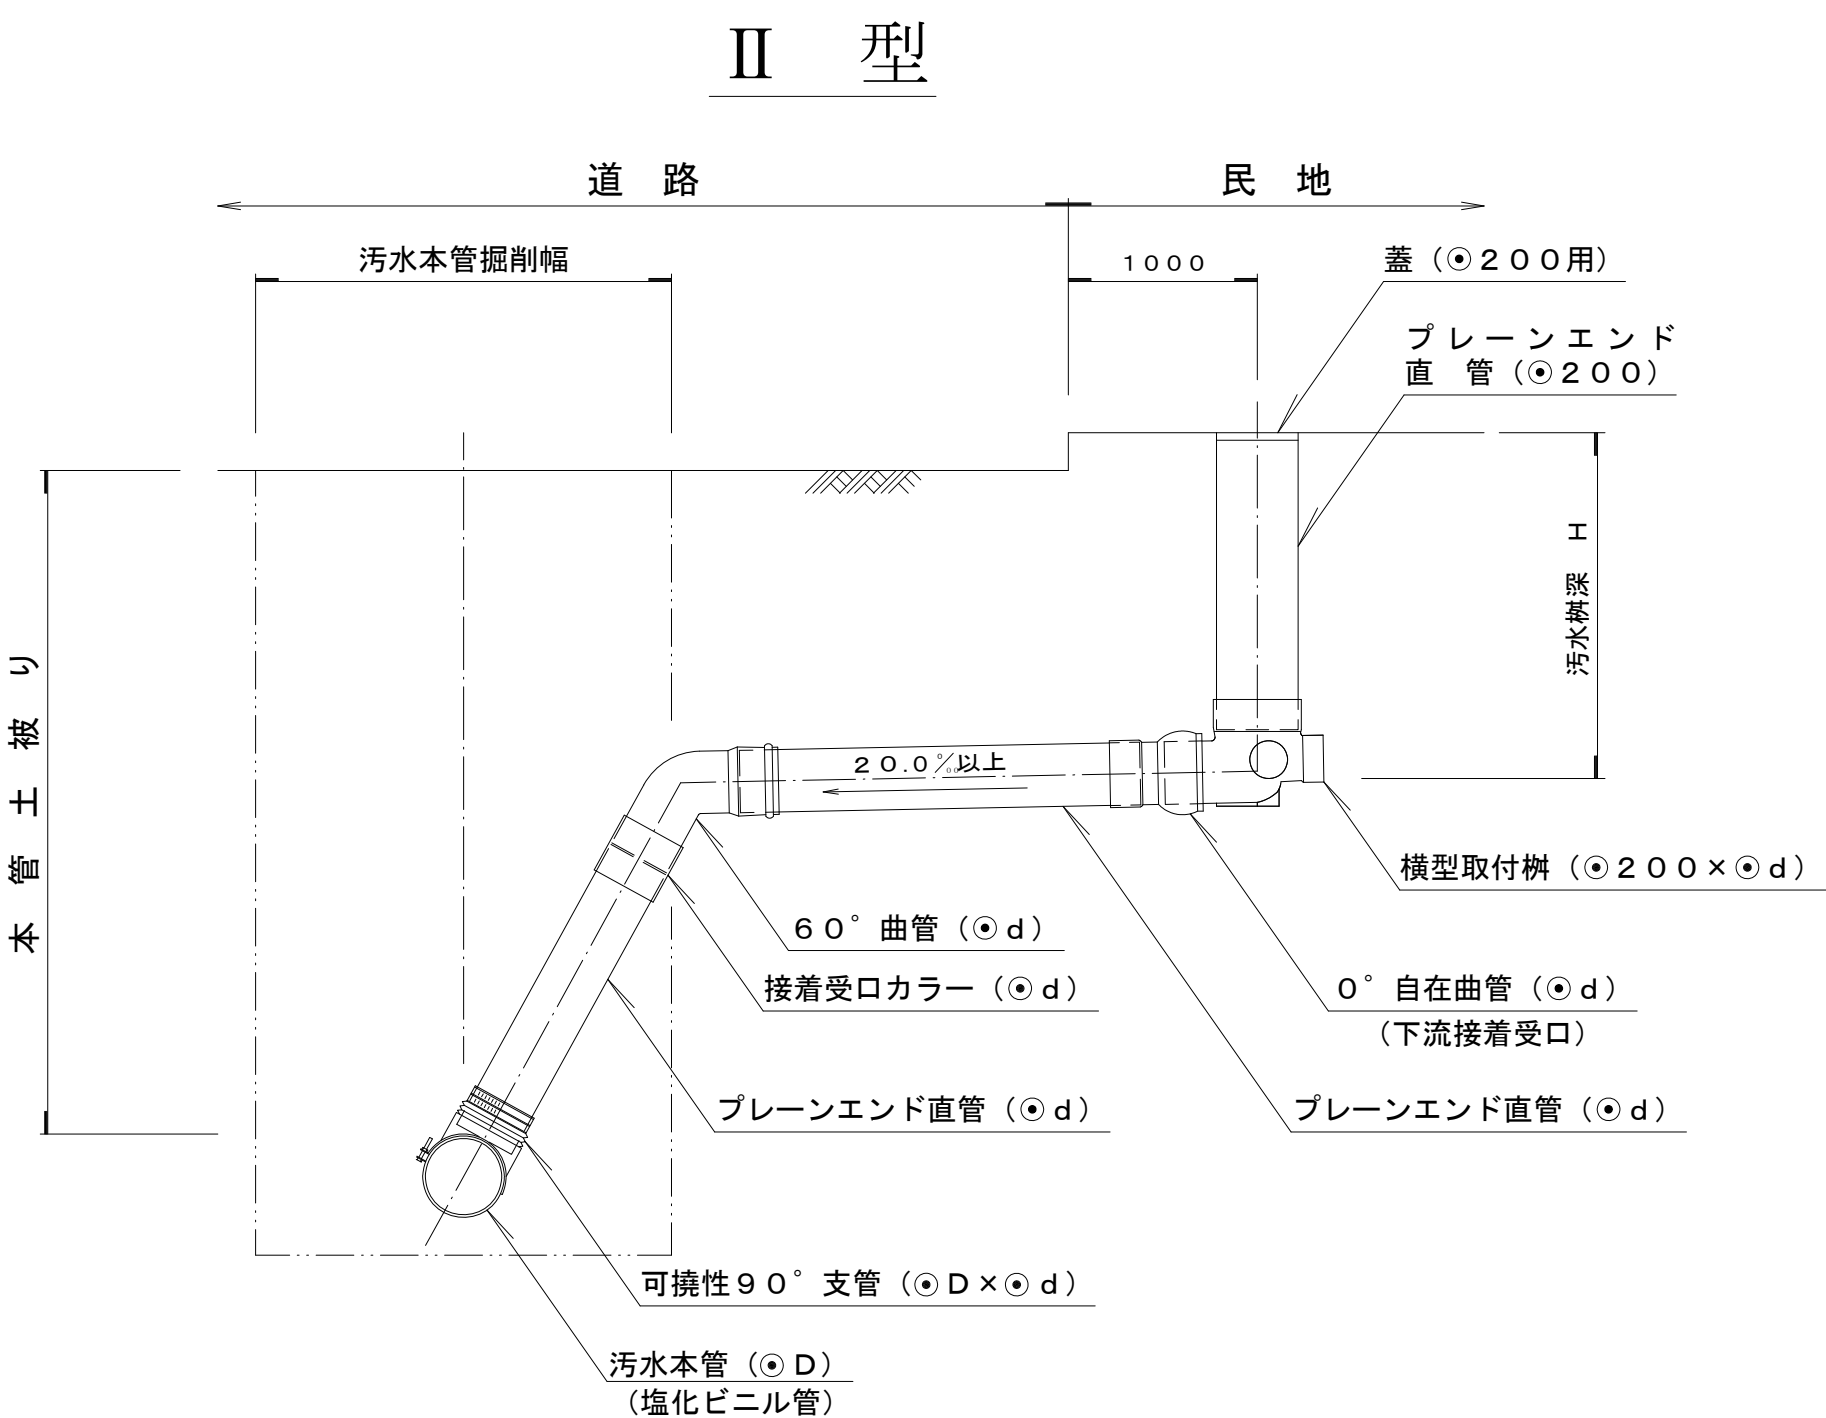 Ⅱ 型
道 路
民 地
汚水本管掘削幅
1000
蓋（⦿200用）
プレーンエンド
直 管（⦿200）
汚水桝深 H
本管土被り
20.0‰以上
横型取付桝（⦿200×⦿d）
60°曲管（⦿d）
接着受口カラー（⦿d）
0°自在曲管（⦿d）
（下流接着受口）
プレーンエンド直管（⦿d）
プレーンエンド直管（⦿d）
可撓性90°支管（⦿D×⦿d）
汚水本管（⦿D）
（塩化ビニル管）